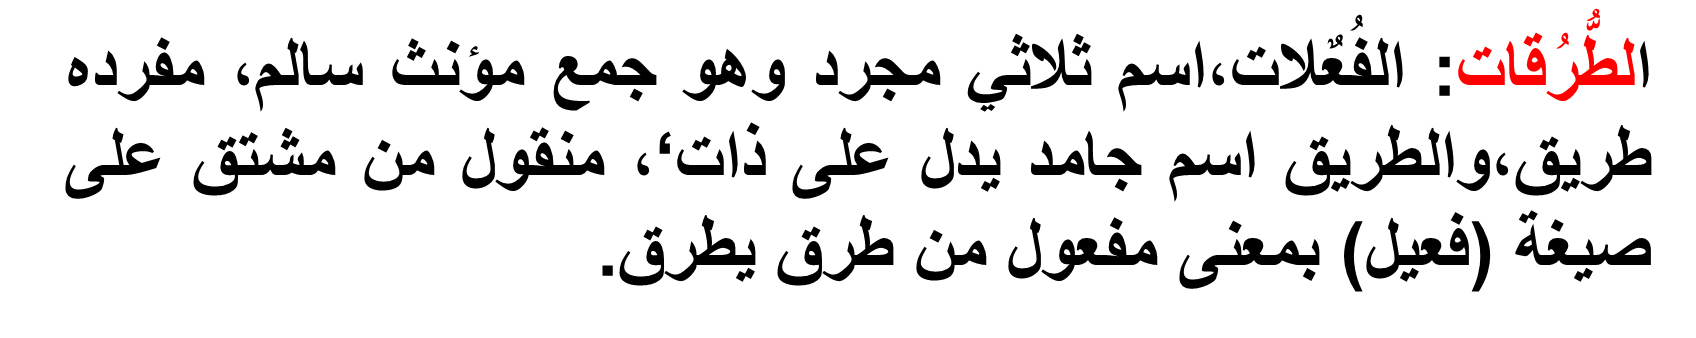 الطُّرُقات: الفُعٌلات،اسم ثلاثي مجرد وهو جمع مؤنث سالم، مفرده
طريق،والطريق اسم جامد يدل على ذات‘، منقول من مشتق على
صيغة (فعيل) بمعنى مفعول من طرق يطرق.